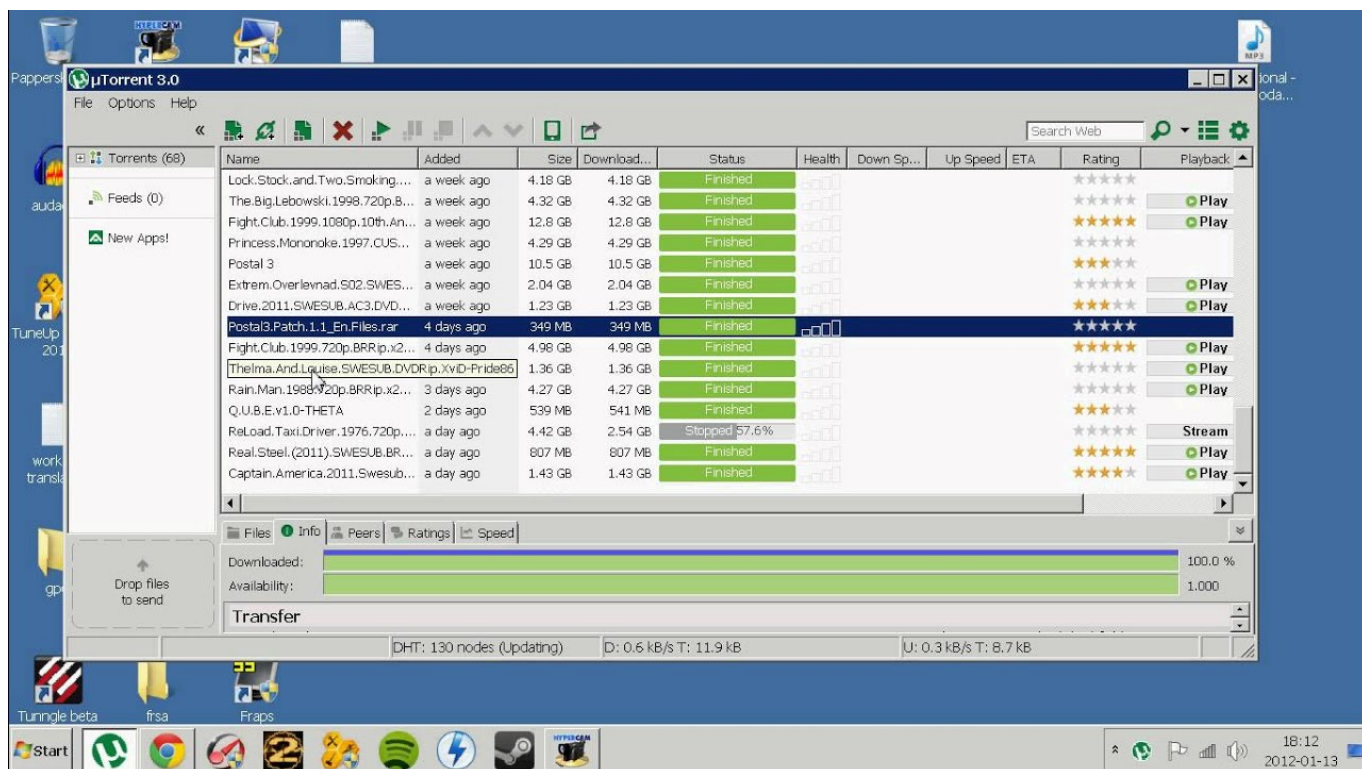 HYPERCAM
MP3
Pappersk
ional -
oda...
µTorrent 3.0
File Options Help
«
Search Web
Torrents (68)
Feeds (0)
New Apps!
Name Added Size Download... Status Health Down Sp... Up Speed ETA Rating Playback
Lock.Stock.and.Two.Smoking.... a week ago 4.18 GB 4.18 GB Finished
The.Big.Lebowski.1998.720p.B... a week ago 4.32 GB 4.32 GB Finished Play
Fight.Club.1999.1080p.10th.An... a week ago 12.8 GB 12.8 GB Finished Play
Princess.Mononoke.1997.CUS... a week ago 4.29 GB 4.29 GB Finished
Postal 3 a week ago 10.5 GB 10.5 GB Finished
Extrem.Overlevnad.S02.SWES... a week ago 2.04 GB 2.04 GB Finished Play
Drive.2011.SWESUB.AC3.DVD... a week ago 1.23 GB 1.23 GB Finished Play
Postal3.Patch.1.1_En.Files.rar 4 days ago 349 MB 349 MB Finished
Fight.Club.1999.720p.BRRip.x2... 4 days ago 4.98 GB 4.98 GB Finished Play
Thelma.And.Louise.SWESUB.DVDRip.XviD-Pride86 1.36 GB 1.36 GB Finished Play
Rain.Man.1988.720p.BRRip.x2... 3 days ago 4.27 GB 4.27 GB Finished Play
Q.U.B.E.v1.0-THETA 2 days ago 539 MB 541 MB Finished
ReLoad.Taxi.Driver.1976.720p.... a day ago 4.42 GB 2.54 GB Stopped 57.6% Stream
Real.Steel.(2011).SWESUB.BR... a day ago 807 MB 807 MB Finished Play
Captain.America.2011.Swesub... a day ago 1.43 GB 1.43 GB Finished Play
auda
TuneUp
201
work
transla
gp
Files Info Peers Ratings Speed
Downloaded: 100.0 %
Availability: 1.000
Transfer
Drop files
to send
DHT: 130 nodes (Updating) D: 0.6 kB/s T: 11.9 kB U: 0.3 kB/s T: 8.7 kB
Tunngle beta frsa Fraps
Start
HYPERCAM
18:12
2012-01-13